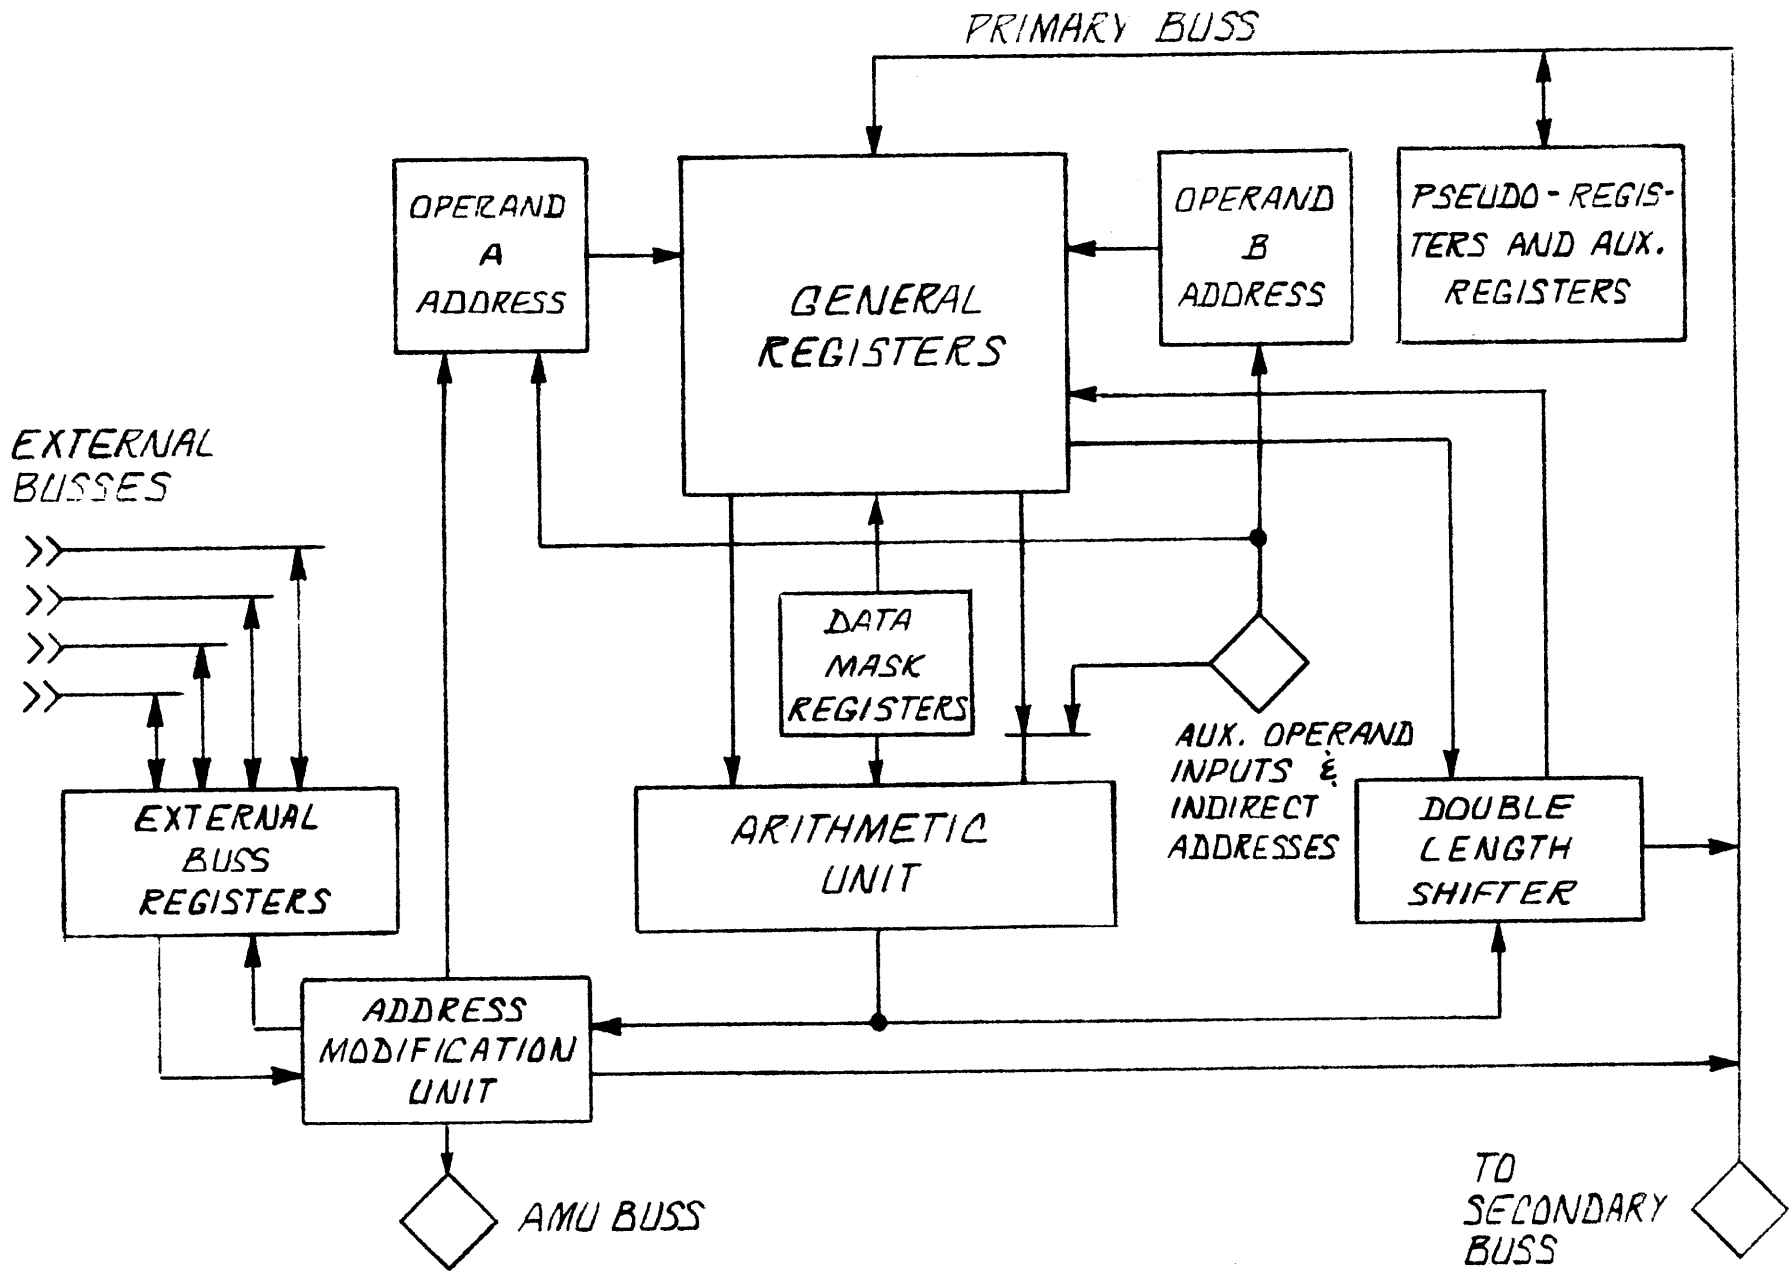 PRIMARY BUSS
OPERAND
A
ADDRESS
GENERAL
REGISTERS
OPERAND
B
ADDRESS
PSEUDO-REGIS-
TERS AND AUX.
REGISTERS
EXTERNAL
BUSSES
DATA
MASK
REGISTERS
AUX. OPERAND
INPUTS &
INDIRECT
ADDRESSES
EXTERNAL
BUSS
REGISTERS
ARITHMETIC
UNIT
DOUBLE
LENGTH
SHIFTER
ADDRESS
MODIFICATION
UNIT
AMU BUSS
TO
SECONDARY
BUSS